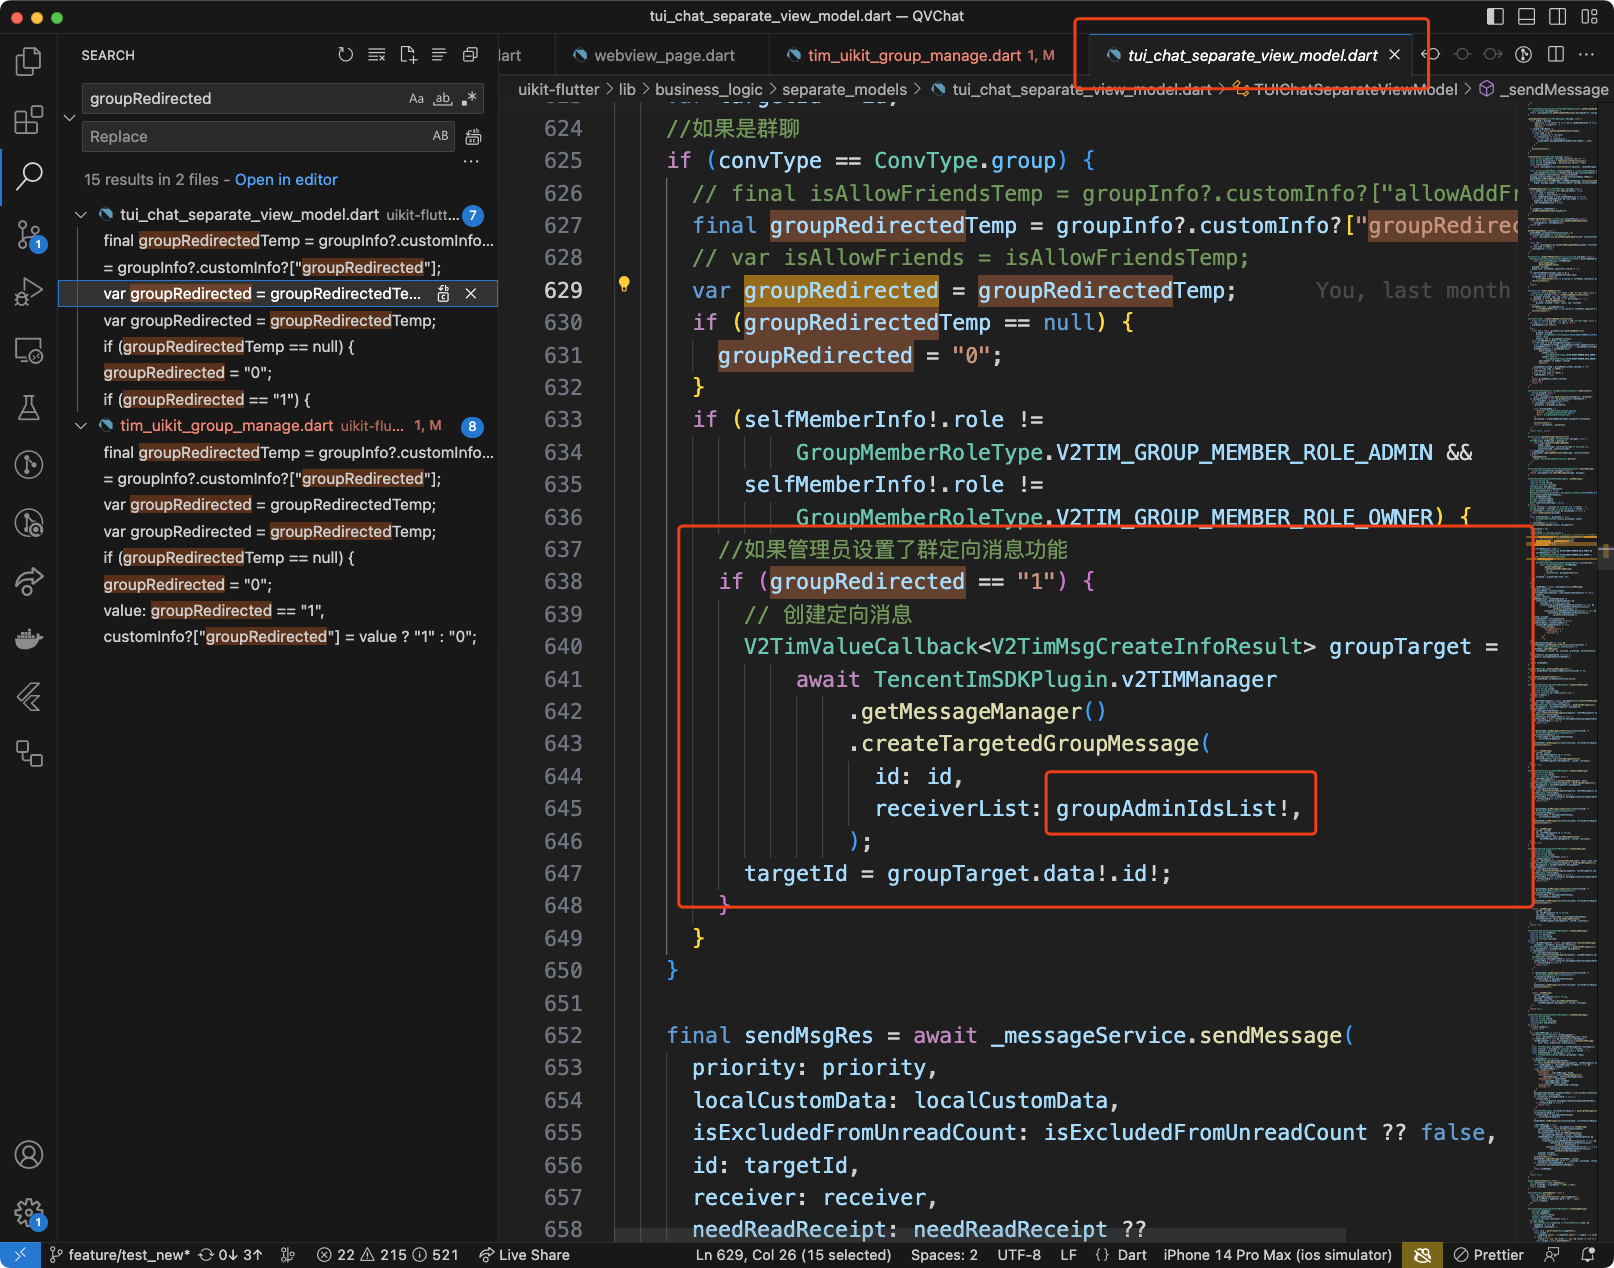 tui_chat_separate_view_model.dart — QVChat
SEARCH
groupRedirected
Aa ab .*
Replace
AB
15 results in 2 files - Open in editor
tui_chat_separate_view_model.dart uikit-flutt... 7
final groupRedirectedTemp = groupInfo?.customInfo...
= groupInfo?.customInfo?["groupRedirected"];
var groupRedirected = groupRedirectedTe...
var groupRedirected = groupRedirectedTemp;
if (groupRedirectedTemp == null) {
groupRedirected = "0";
if (groupRedirected == "1") {
tim_uikit_group_manage.dart uikit-flu... 1, M 8
final groupRedirectedTemp = groupInfo?.customInfo...
= groupInfo?.customInfo?["groupRedirected"];
var groupRedirected = groupRedirectedTemp;
var groupRedirected = groupRedirectedTemp;
if (groupRedirectedTemp == null) {
groupRedirected = "0";
value: groupRedirected == "1",
customInfo?["groupRedirected"] = value ? "1" : "0";
1
1
lart webview_page.dart tim_uikit_group_manage.dart 1, M tui_chat_separate_view_model.dart
uikit-flutter > lib > business_logic > separate_models > tui_chat_separate_view_model.dart > TUIChatSeparateViewModel > _sendMessage
624 //如果是群聊
625 if (convType == ConvType.group) {
626 // final isAllowFriendsTemp = groupInfo?.customInfo?["allowAddFr
627 final groupRedirectedTemp = groupInfo?.customInfo?["groupRedirec
628 // var isAllowFriends = isAllowFriendsTemp;
629 var groupRedirected = groupRedirectedTemp; You, last month
630 if (groupRedirectedTemp == null) {
631 groupRedirected = "0";
632 }
633 if (selfMemberInfo!.role !=
634 GroupMemberRoleType.V2TIM_GROUP_MEMBER_ROLE_ADMIN &&
635 selfMemberInfo!.role !=
636 GroupMemberRoleType.V2TIM_GROUP_MEMBER_ROLE_OWNER) {
637 //如果管理员设置了群定向消息功能
638 if (groupRedirected == "1") {
639 // 创建定向消息
640 V2TimValueCallback<V2TimMsgCreateInfoResult> groupTarget =
641 await TencentImSDKPlugin.v2TIMManager
642 .getMessageManager()
643 .createTargetedGroupMessage(
644 id: id,
645 receiverList: groupAdminIdsList!,
646 );
647 targetId = groupTarget.data!.id!;
648 }
649 }
650 }
651
652 final sendMsgRes = await _messageService.sendMessage(
653 priority: priority,
654 localCustomData: localCustomData,
655 isExcludedFromUnreadCount: isExcludedFromUnreadCount ?? false,
656 id: targetId,
657 receiver: receiver,
658 needReadReceipt: needReadReceipt ??
feature/test_new* 0↓ 3↑ 22 215 521 Live Share Ln 629, Col 26 (15 selected) Spaces: 2 UTF-8 LF {} Dart iPhone 14 Pro Max (ios simulator) Prettier